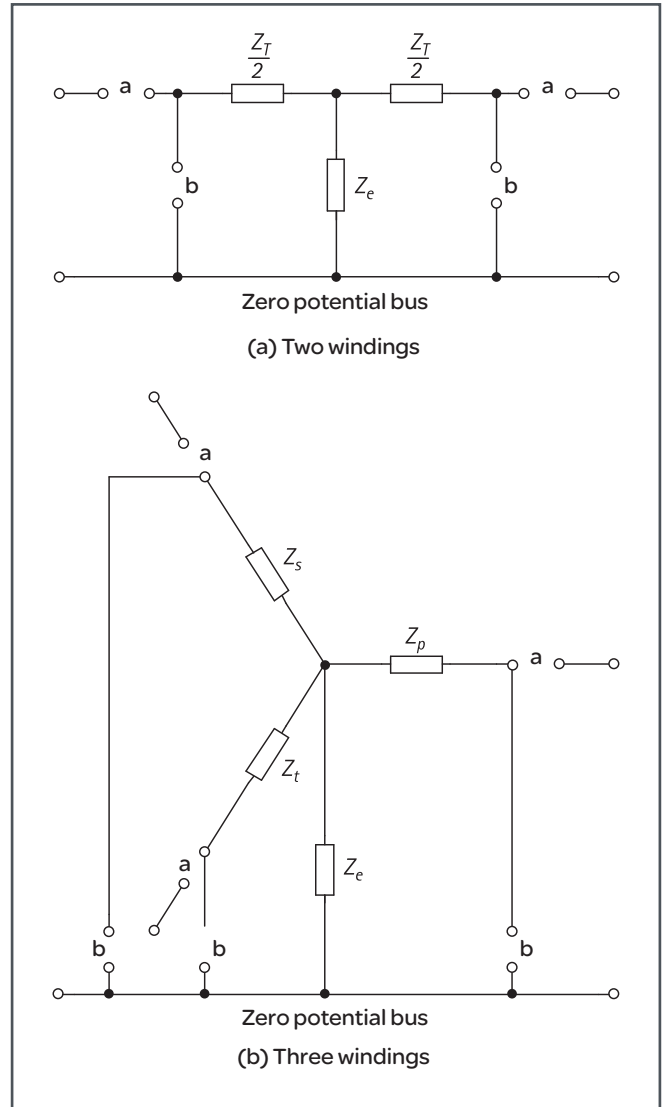 Z_T/2 Z_T/2
a a
b Z_e b
Zero potential bus
(a) Two windings
a
Z_s
Z_p
a
Z_t
a
Z_e
b b b
Zero potential bus
(b) Three windings